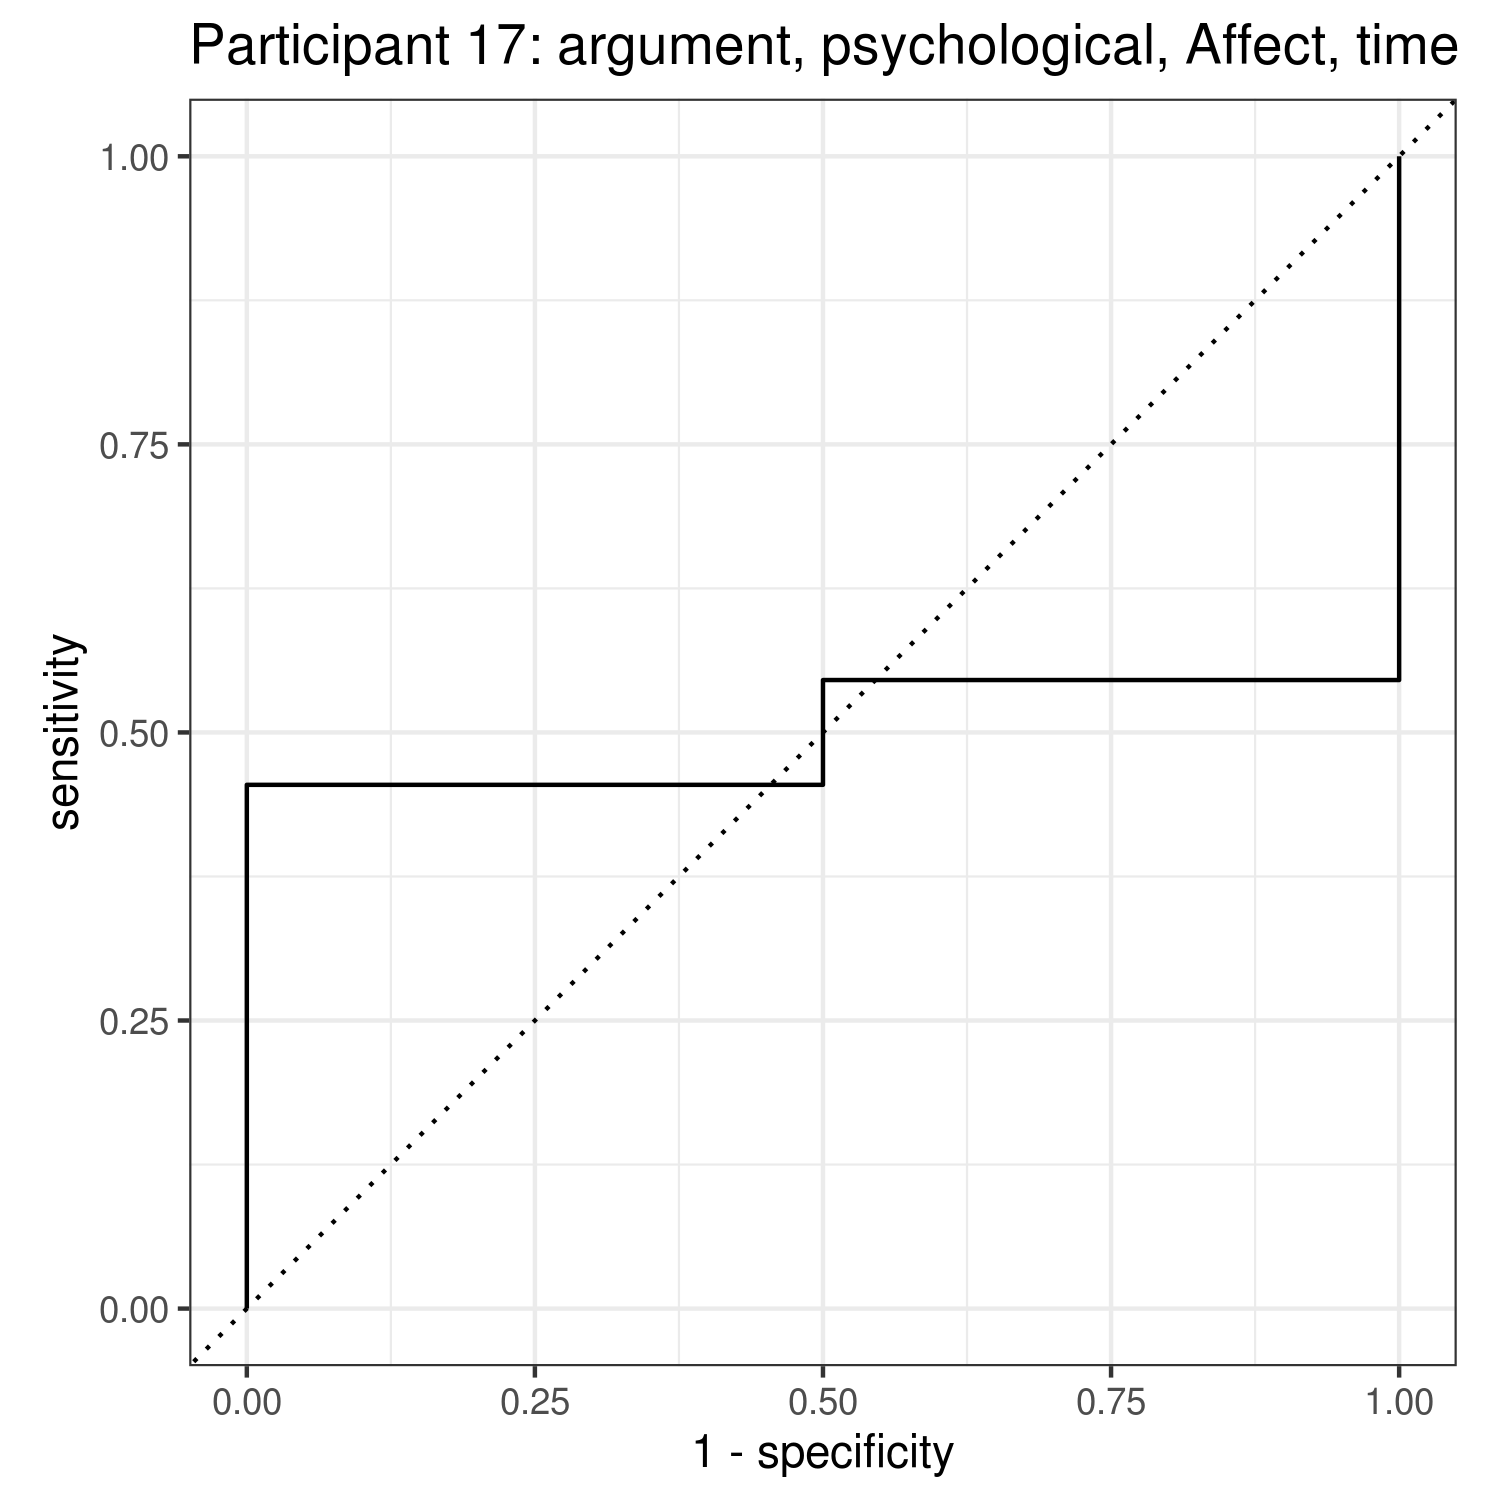 Participant 17: argument, psychological, Affect, time
1.00
0.75
0.50
0.25
0.00
sensitivity
0.00 0.25 0.50 0.75 1.00
1 - specificity